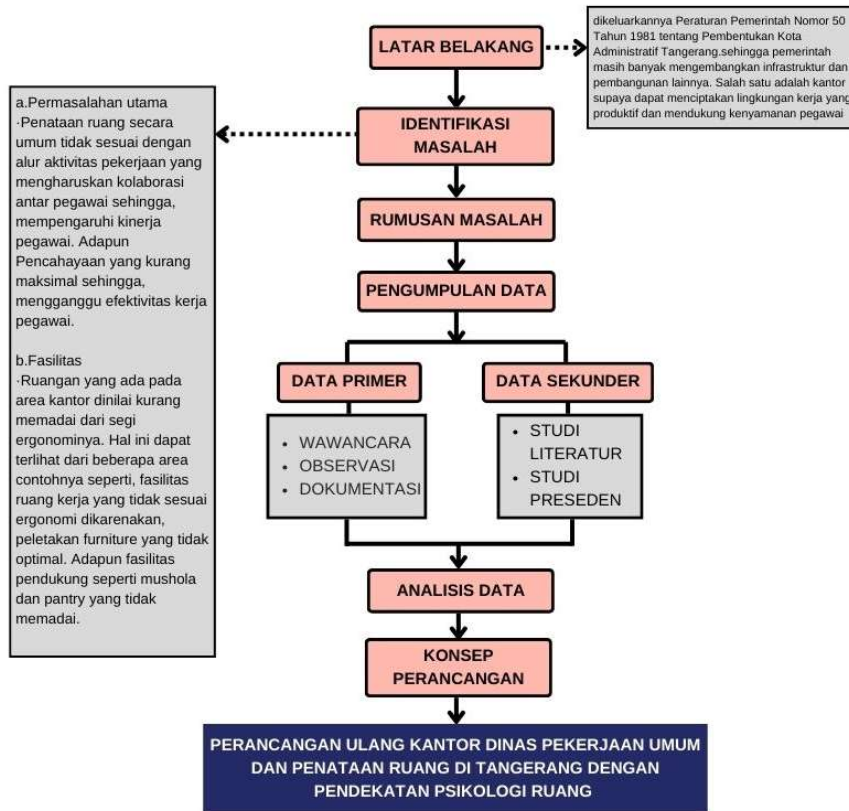 LATAR BELAKANG
dikeluarkannya Peraturan Pemerintah Nomor 50
Tahun 1981 tentang Pembentukan Kota
Administratif Tangerang.sehingga pemerintah
masih banyak mengembangkan infrastruktur dan
pembangunan lainnya. Salah satu adalah kantor
supaya dapat menciptakan lingkungan kerja yang
produktif dan mendukung kenyamanan pegawai
IDENTIFIKASI
MASALAH
a.Permasalahan utama
·Penataan ruang secara
umum tidak sesuai dengan
alur aktivitas pekerjaan yang
mengharuskan kolaborasi
antar pegawai sehingga,
mempengaruhi kinerja
pegawai. Adapun
Pencahayaan yang kurang
maksimal sehingga,
mengganggu efektivitas kerja
pegawai.
b.Fasilitas
·Ruangan yang ada pada
area kantor dinilai kurang
memadai dari segi
ergonominya. Hal ini dapat
terlihat dari beberapa area
contohnya seperti, fasilitas
ruang kerja yang tidak sesuai
ergonomi dikarenakan,
peletakan furniture yang tidak
optimal. Adapun fasilitas
pendukung seperti mushola
dan pantry yang tidak
memadai.
RUMUSAN MASALAH
PENGUMPULAN DATA
DATA PRIMER
• WAWANCARA
• OBSERVASI
• DOKUMENTASI
DATA SEKUNDER
• STUDI
LITERATUR
• STUDI
PRESEDEN
ANALISIS DATA
KONSEP
PERANCANGAN
PERANCANGAN ULANG KANTOR DINAS PEKERJAAN UMUM
DAN PENATAAN RUANG DI TANGERANG DENGAN
PENDEKATAN PSIKOLOGI RUANG